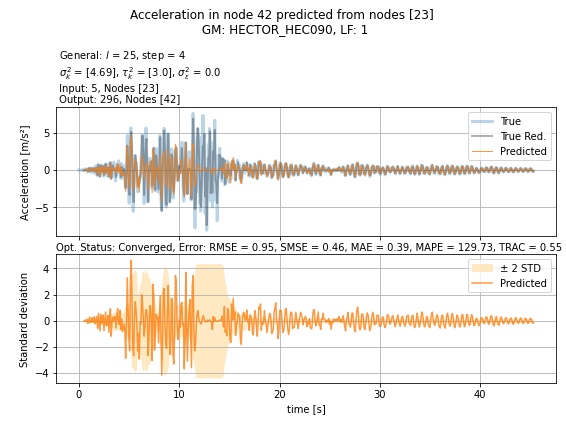 Acceleration in node 42 predicted from nodes [23]
GM: HECTOR_HEC090, LF: 1
General: l = 25, step = 4
σ²ₖ = [4.69], τ²ₖ = [3.0], σ²ε = 0.0
Input: 5, Nodes [23]
Output: 296, Nodes [42]
Acceleration [m/s²]
5
0
−5
True
True Red.
Predicted
Opt. Status: Converged, Error: RMSE = 0.95, SMSE = 0.46, MAE = 0.39, MAPE = 129.73, TRAC = 0.55
Standard deviation
4
2
0
−2
−4
± 2 STD
Predicted
0 10 20 30 40
time [s]